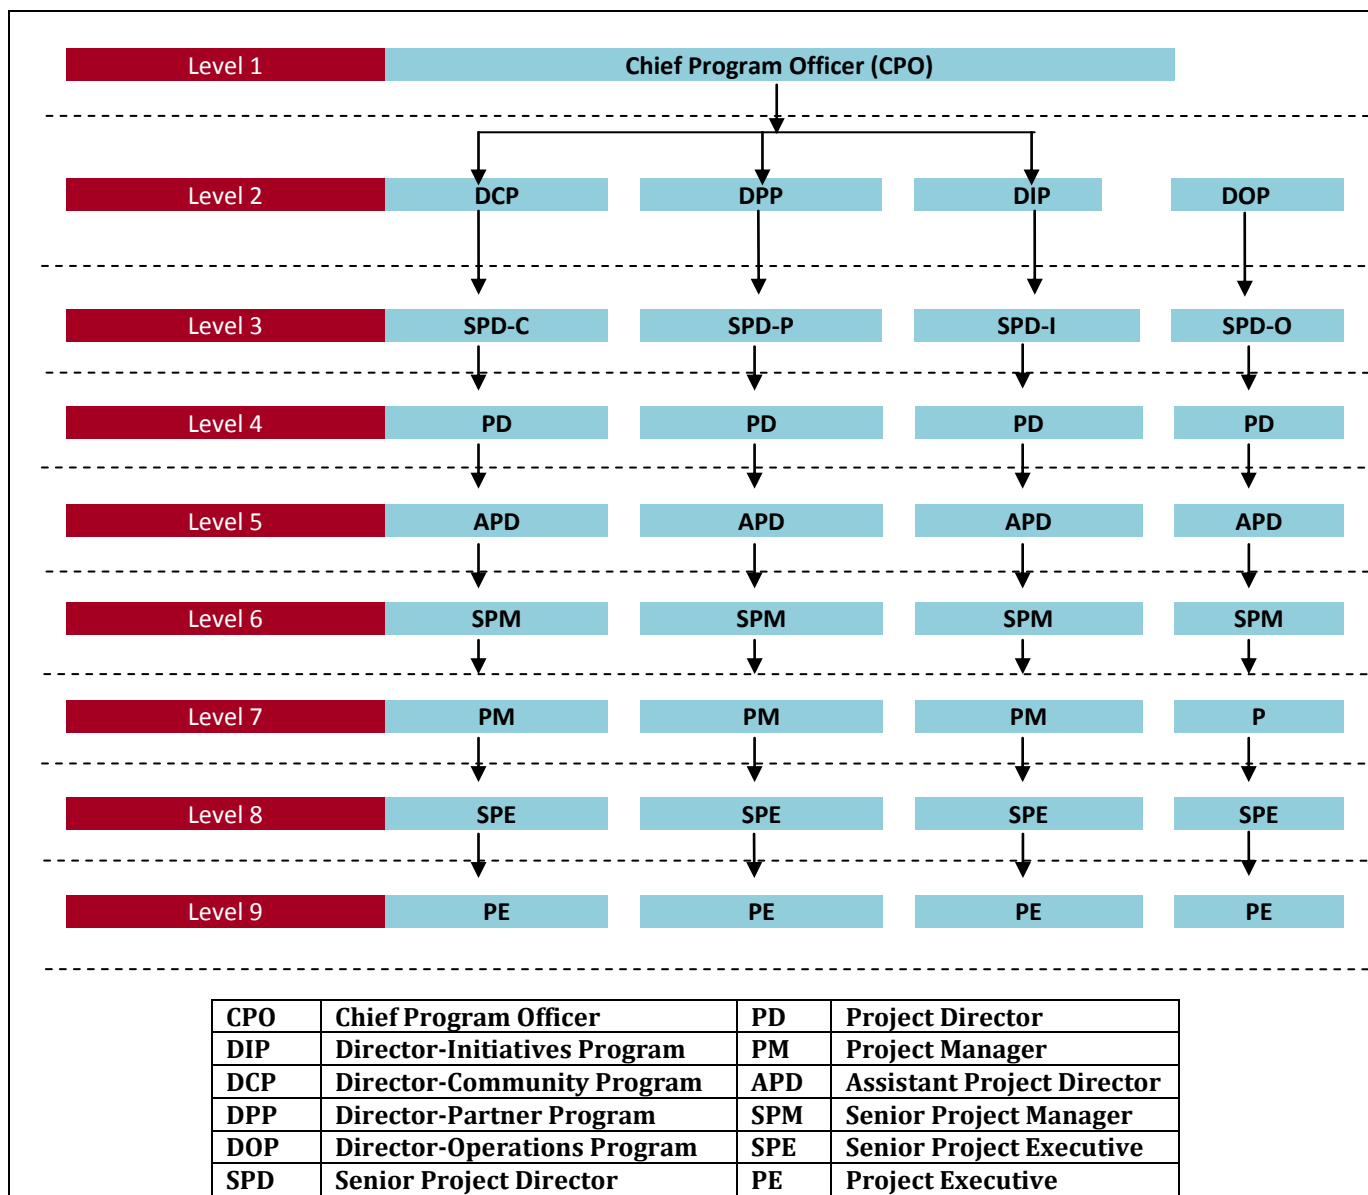 Level 1 Chief Program Officer (CPO)
Level 2 DCP DPP DIP DOP
Level 3 SPD-C SPD-P SPD-I SPD-O
Level 4 PD PD PD PD
Level 5 APD APD APD APD
Level 6 SPM SPM SPM SPM
Level 7 PM PM PM P
Level 8 SPE SPE SPE SPE
Level 9 PE PE PE PE
CPO Chief Program Officer PD Project Director
DIP Director-Initiatives Program PM Project Manager
DCP Director-Community Program APD Assistant Project Director
DPP Director-Partner Program SPM Senior Project Manager
DOP Director-Operations Program SPE Senior Project Executive
SPD Senior Project Director PE Project Executive